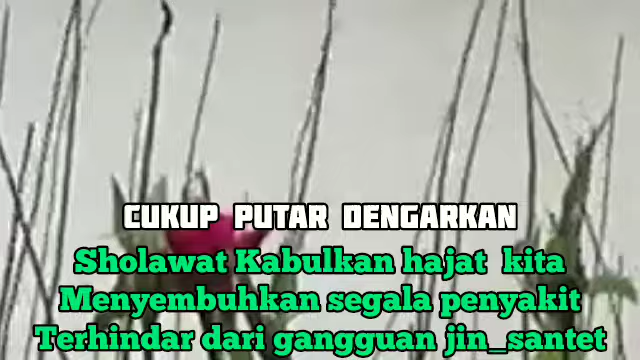 CUKUP PUTAR DENGARKAN
Sholawat Kabulkan hajat kita
Menyembuhkan segala penyakit
Terhindar dari gangguan jin_santet